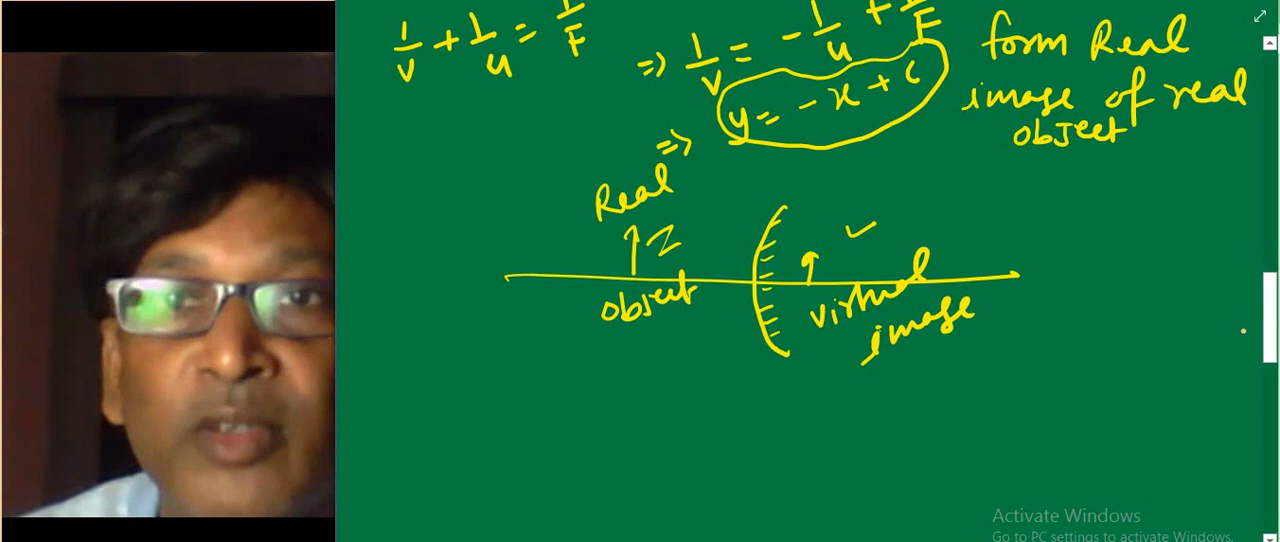 1/v + 1/u = 1/F
=> 1/v = - 1/u + 1/F
=> y = - x + c
form Real
image of real
object
Real
object
virtual
image
Activate Windows
Go to PC settings to activate Windows.